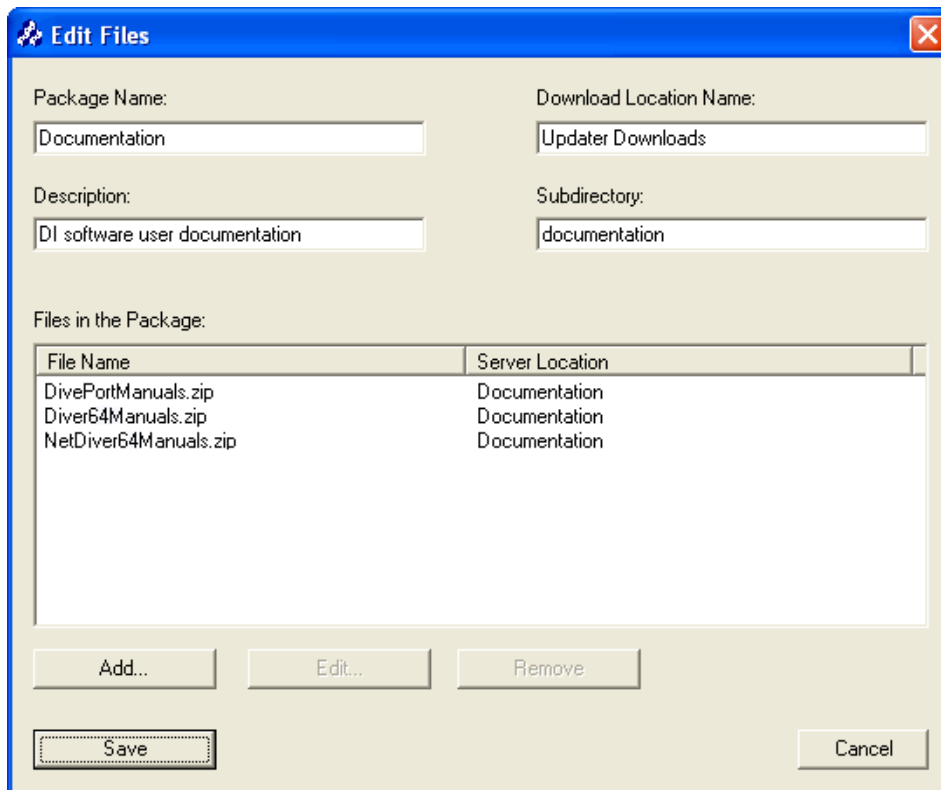 Edit Files
Package Name: Download Location Name:
Documentation Updater Downloads
Description: Subdirectory:
DI software user documentation documentation
Files in the Package:
File Name Server Location
DivePortManuals.zip Documentation
Diver64Manuals.zip Documentation
NetDiver64Manuals.zip Documentation
Add... Edit... Remove
Save Cancel